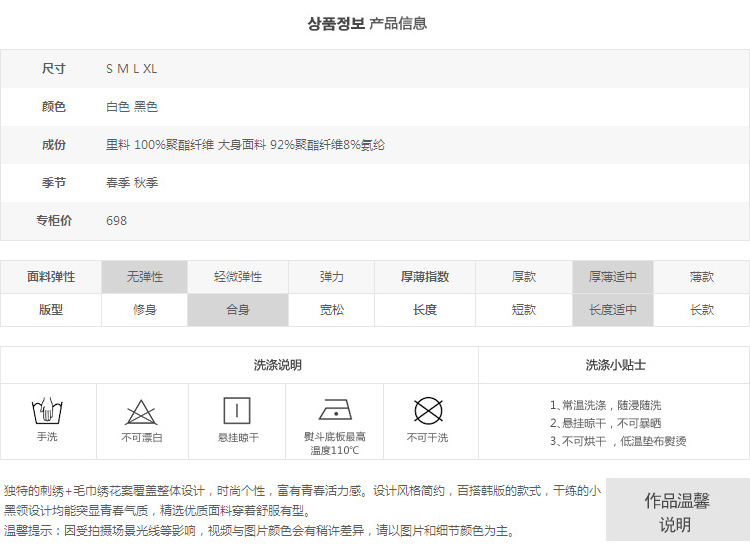 상품정보 产品信息
尺寸 S M L XL
颜色 白色 黑色
成份 里料 100%聚酯纤维 大身面料 92%聚酯纤维8%氨纶
季节 春季 秋季
专柜价 698
面料弹性 无弹性 轻微弹性 弹力 厚薄指数 厚款 厚薄适中 薄款
版型 修身 合身 宽松 长度 短款 长度适中 长款
洗涤说明 洗涤小贴士
手洗 不可漂白 悬挂晾干 熨斗底板最高 不可干洗
温度110℃
1、常温洗涤，随浸随洗
2、悬挂晾干，不可暴晒
3、不可烘干 ，低温垫布熨烫
独特的刺绣+毛巾绣花案覆盖整体设计，时尚个性，富有青春活力感。设计风格简约，百搭韩版的款式，干练的小
黑领设计均能突显青春气质，精选优质面料穿着舒服有型。
温馨提示：因受拍摄场景光线等影响，视频与图片颜色会有稍许差异，请以图片和细节颜色为主。
作品温馨
说明